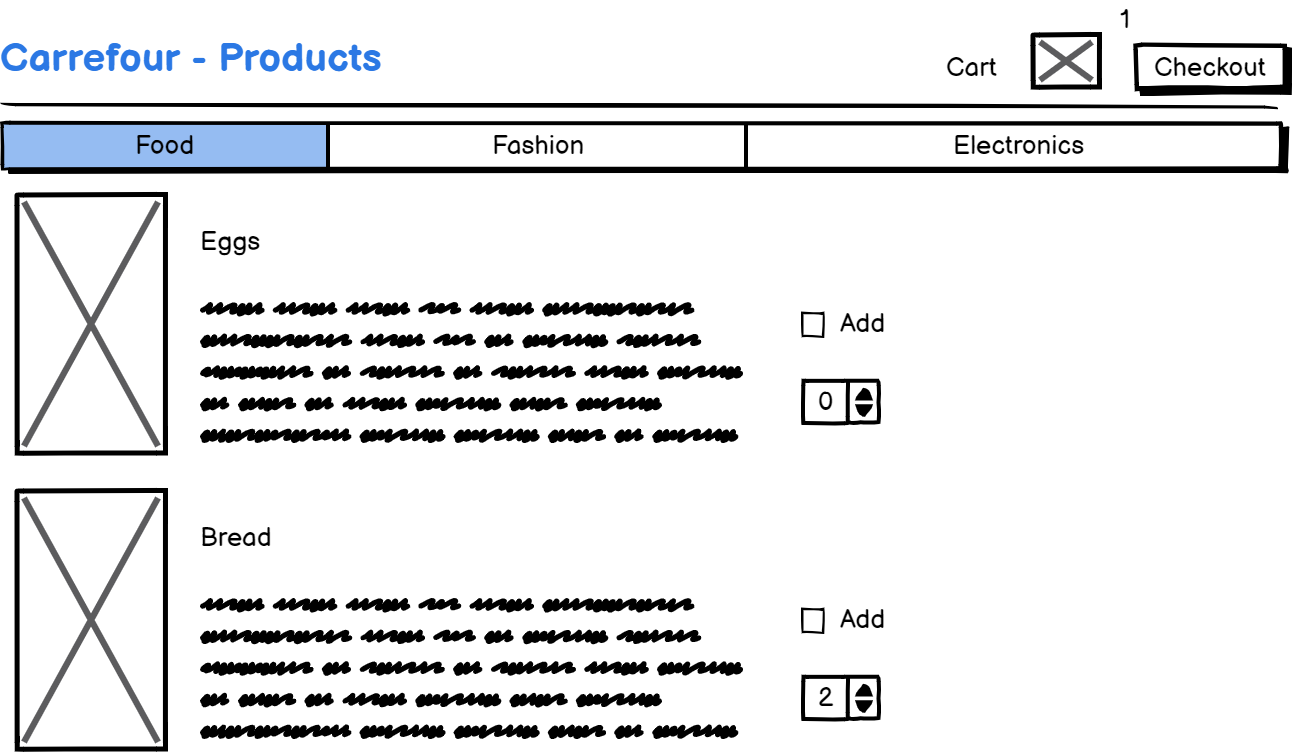 1
Carrefour - Products
Cart
Checkout
Food
Fashion
Electronics
Eggs
Add
0
Bread
Add
2